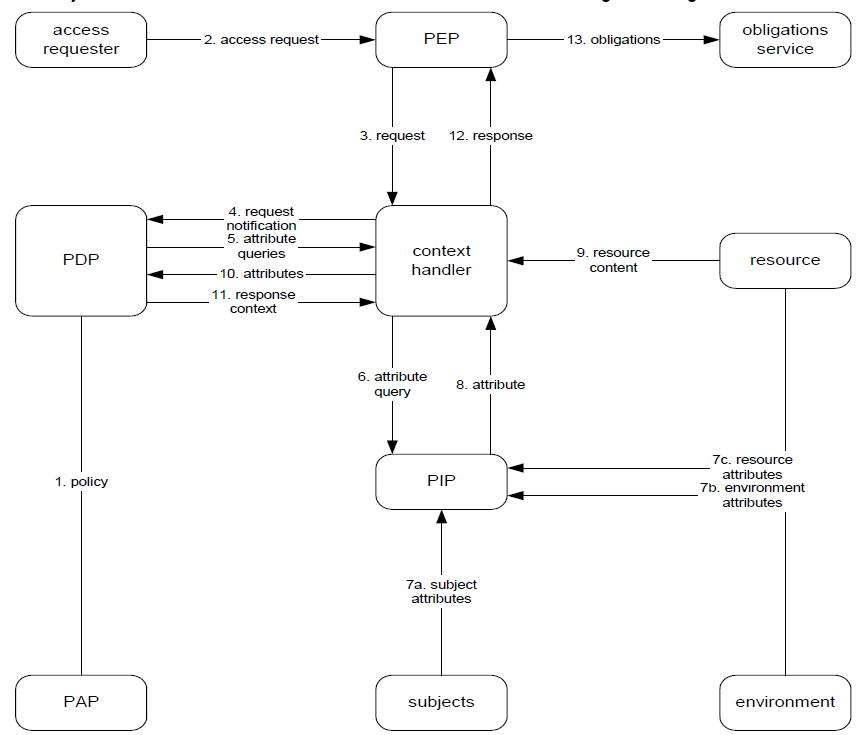 access
requester
2. access request
PEP
13. obligations
obligations
service
3. request
12. response
PDP
4. request
notification
5. attribute
queries
10. attributes
11. response
context
context
handler
9. resource
content
resource
6. attribute
query
8. attribute
1. policy
PIP
7c. resource
attributes
7b. environment
attributes
7a. subject
attributes
PAP
subjects
environment